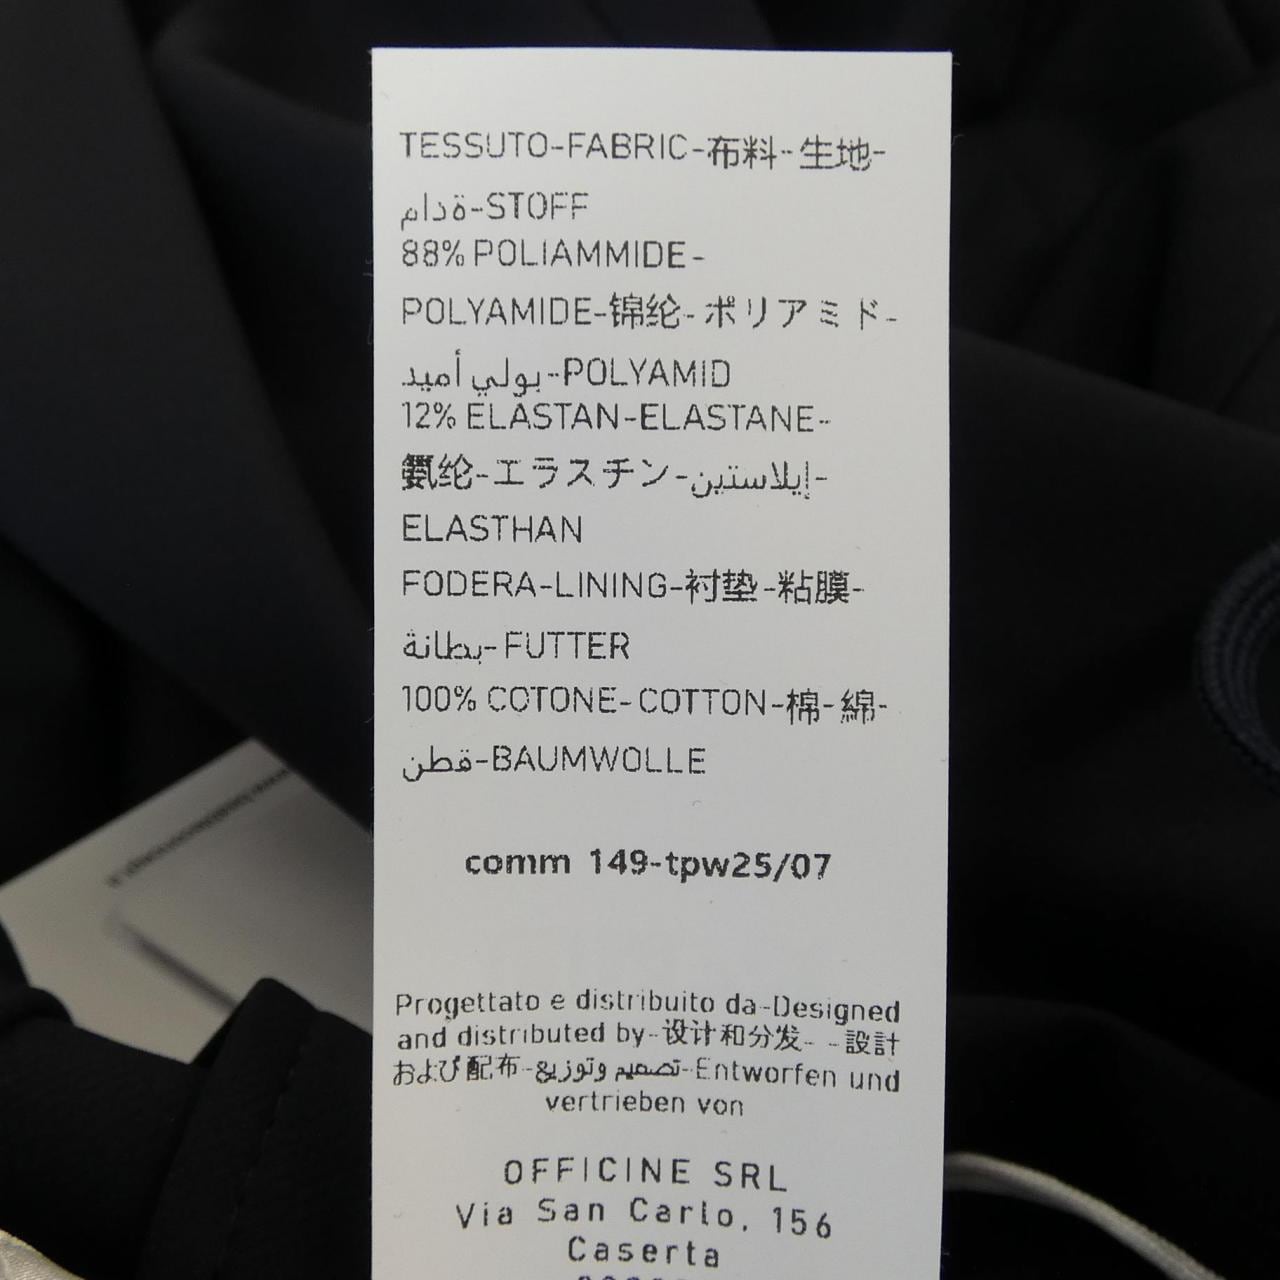 TESSUTO-FABRIC-布料-生地-
مادة-STOFF
88% POLIAMMIDE-
POLYAMIDE-锦纶-ポリアミド-
بولي أميد-POLYAMID
12% ELASTAN-ELASTANE-
氨纶-エラスチン-إيلاستين-
ELASTHAN
FODERA-LINING-衬垫-粘膜-
بطانة-FUTTER
100% COTONE-COTTON-棉-綿-
قطن-BAUMWOLLE
comm 149-tpw25/07
Progettato e distribuito da-Designed
and distributed by-设计和分发- -設計
および配布-تصميم وتوزيع-Entworfen und
vertrieben von
OFFICINE SRL
Via San Carlo, 156
Caserta